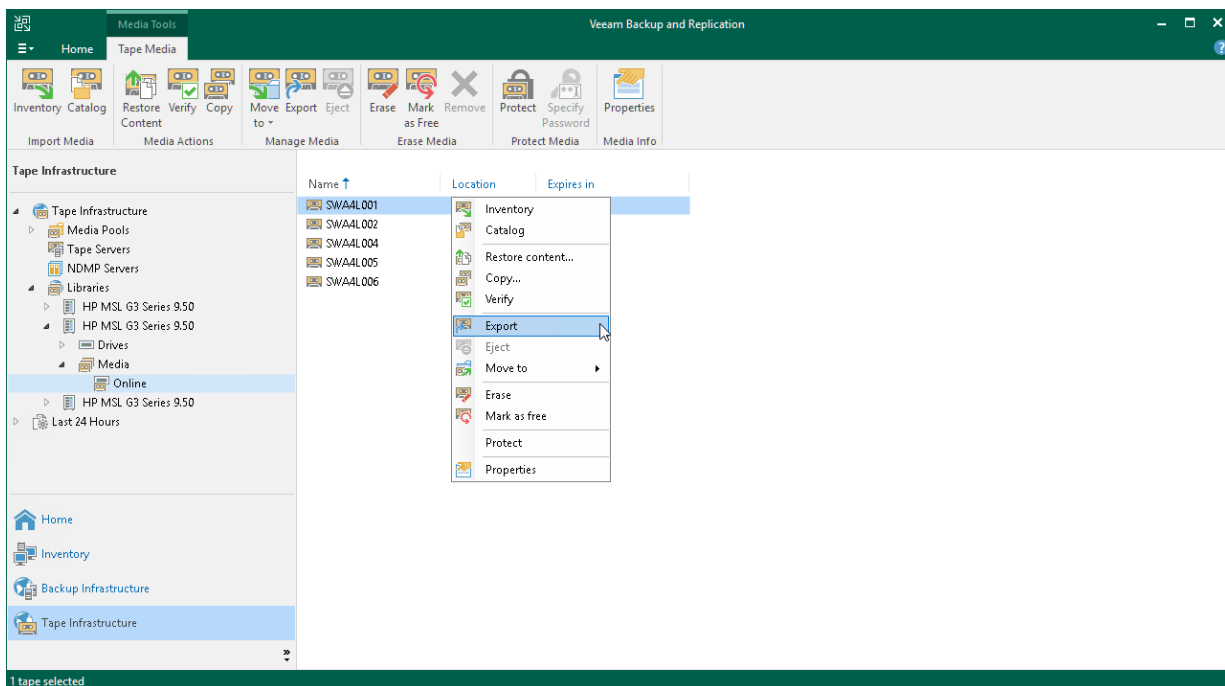 Media Tools
Veeam Backup and Replication
Home
Tape Media
Inventory
Catalog
Restore Content
Verify
Copy
Move to
Export
Eject
Erase
Mark as Free
Remove
Protect
Specify Password
Properties
Import Media
Media Actions
Manage Media
Erase Media
Protect Media
Media Info
Tape Infrastructure
Tape Infrastructure
Media Pools
Tape Servers
NDMP Servers
Libraries
HP MSL G3 Series 9.50
HP MSL G3 Series 9.50
Drives
Media
Online
HP MSL G3 Series 9.50
Last 24 Hours
Home
Inventory
Backup Infrastructure
Tape Infrastructure
Name
Location
Expires in
SWA4L001
SWA4L002
SWA4L004
SWA4L005
SWA4L006
Inventory
Catalog
Restore content...
Copy...
Verify
Export
Eject
Move to
Erase
Mark as free
Protect
Properties
1 tape selected